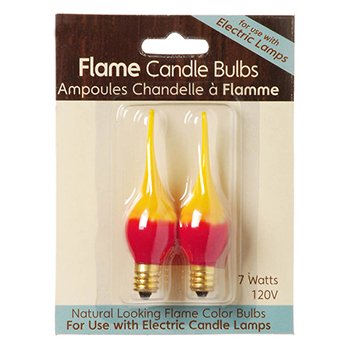 for use with
Electric Lamps
Flame Candle Bulbs
Ampoules Chandelle à Flamme
7 Watts
120V
Natural Looking Flame Color Bulbs
For Use with Electric Candle Lamps